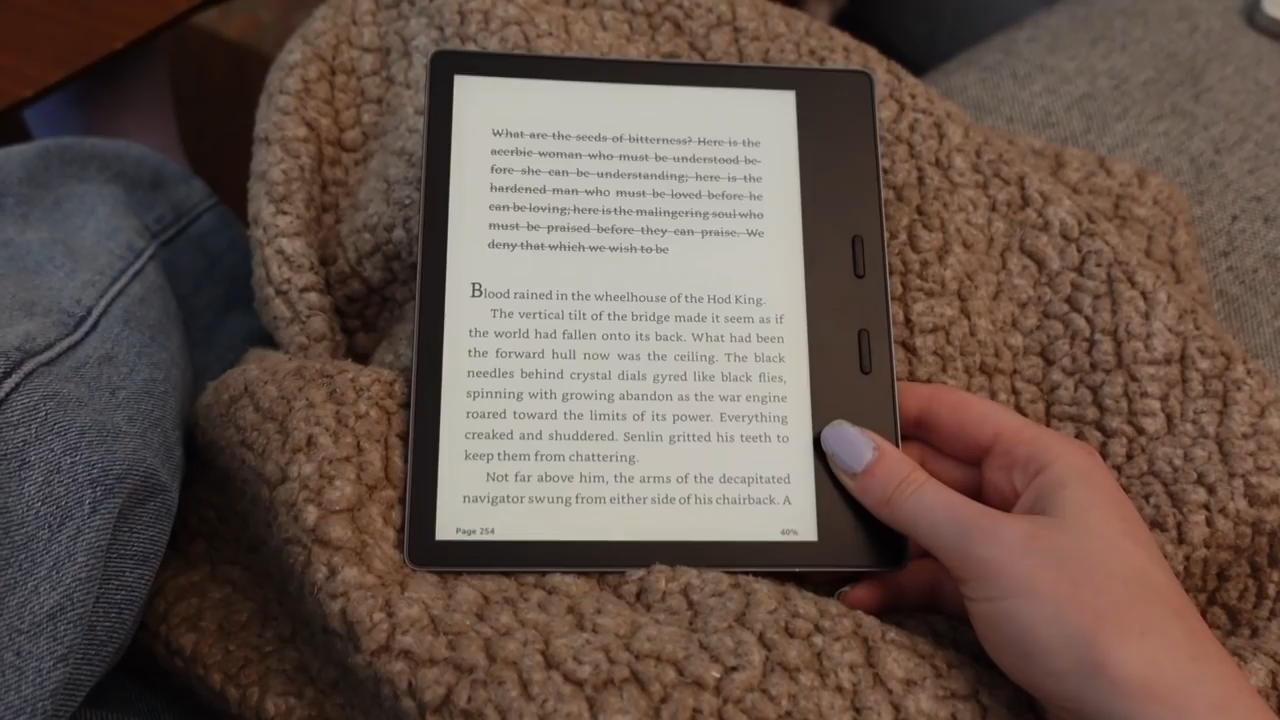 What are the seeds of bitterness? Here is the
acerbic woman who must be understood be-
fore she can be understanding; here is the
hardened man who must be loved before he
can be loving; here is the malingering soul who
must be praised before they can praise. We
deny that which we wish to be
Blood rained in the wheelhouse of the Hod King.
The vertical tilt of the bridge made it seem as if
the world had fallen onto its back. What had been
the forward hull now was the ceiling. The black
needles behind crystal dials gyred like black flies,
spinning with growing abandon as the war engine
roared toward the limits of its power. Everything
creaked and shuddered. Senlin gritted his teeth to
keep them from chattering.
Not far above him, the arms of the decapitated
navigator swung from either side of his chairback. A
Page 254 40%